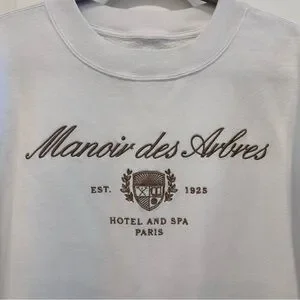 Manoir des Arbres
EST. 1925
HOTEL AND SPA
PARIS